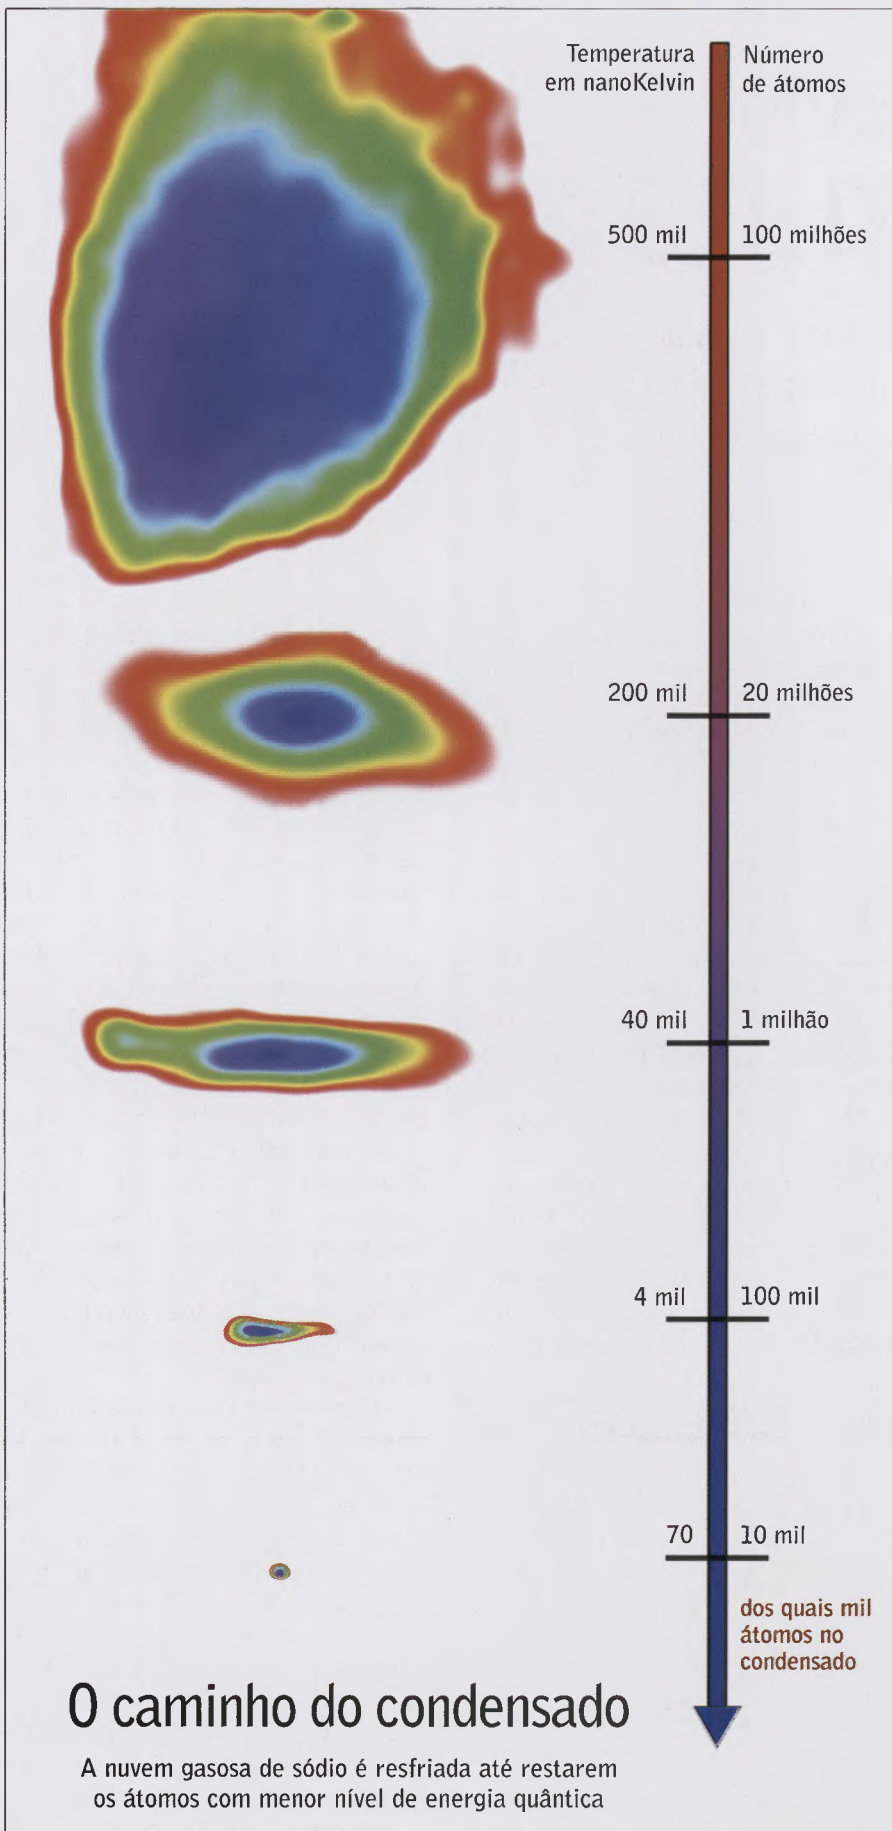 Temperatura
em nanoKelvin
Número
de átomos
500 mil
100 milhões
200 mil
20 milhões
40 mil
1 milhão
4 mil
100 mil
70
10 mil
dos quais mil
átomos no
condensado
O caminho do condensado
A nuvem gasosa de sódio é resfriada até restarem
os átomos com menor nível de energia quântica